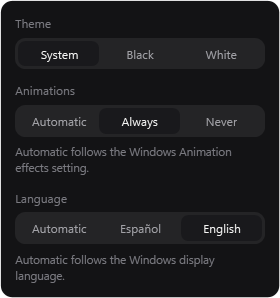 Theme
System Black White
Animations
Automatic Always Never
Automatic follows the Windows Animation
effects setting.
Language
Automatic Español English
Automatic follows the Windows display
language.